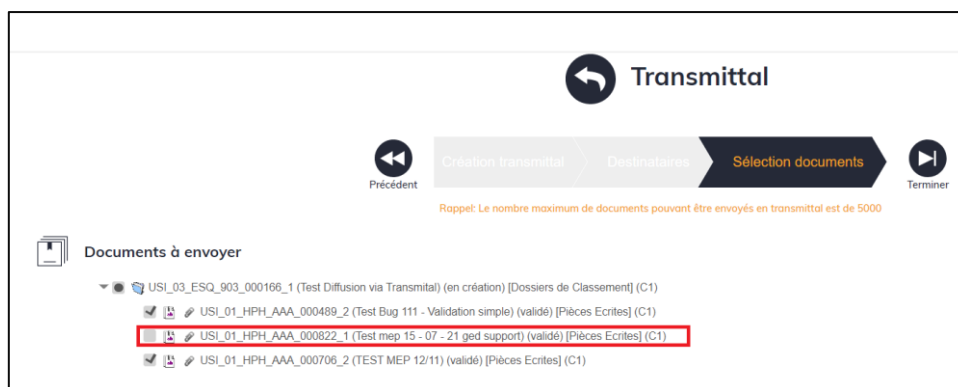 Transmittal
Précédent
Création transmittal
Destinataires
Sélection documents
Terminer
Rappel: Le nombre maximum de documents pouvant être envoyés en transmittal est de 5000
Documents à envoyer
USI_03_ESQ_903_000166_1 (Test Diffusion via Transmital) (en création) [Dossiers de Classement] (C1)
USI_01_HPH_AAA_000489_2 (Test Bug 111 - Validation simple) (validé) [Pièces Ecrites] (C1)
USI_01_HPH_AAA_000822_1 (Test mep 15 - 07 - 21 ged support) (validé) [Pièces Ecrites] (C1)
USI_01_HPH_AAA_000706_2 (TEST MEP 12/11) (validé) [Pièces Ecrites] (C1)